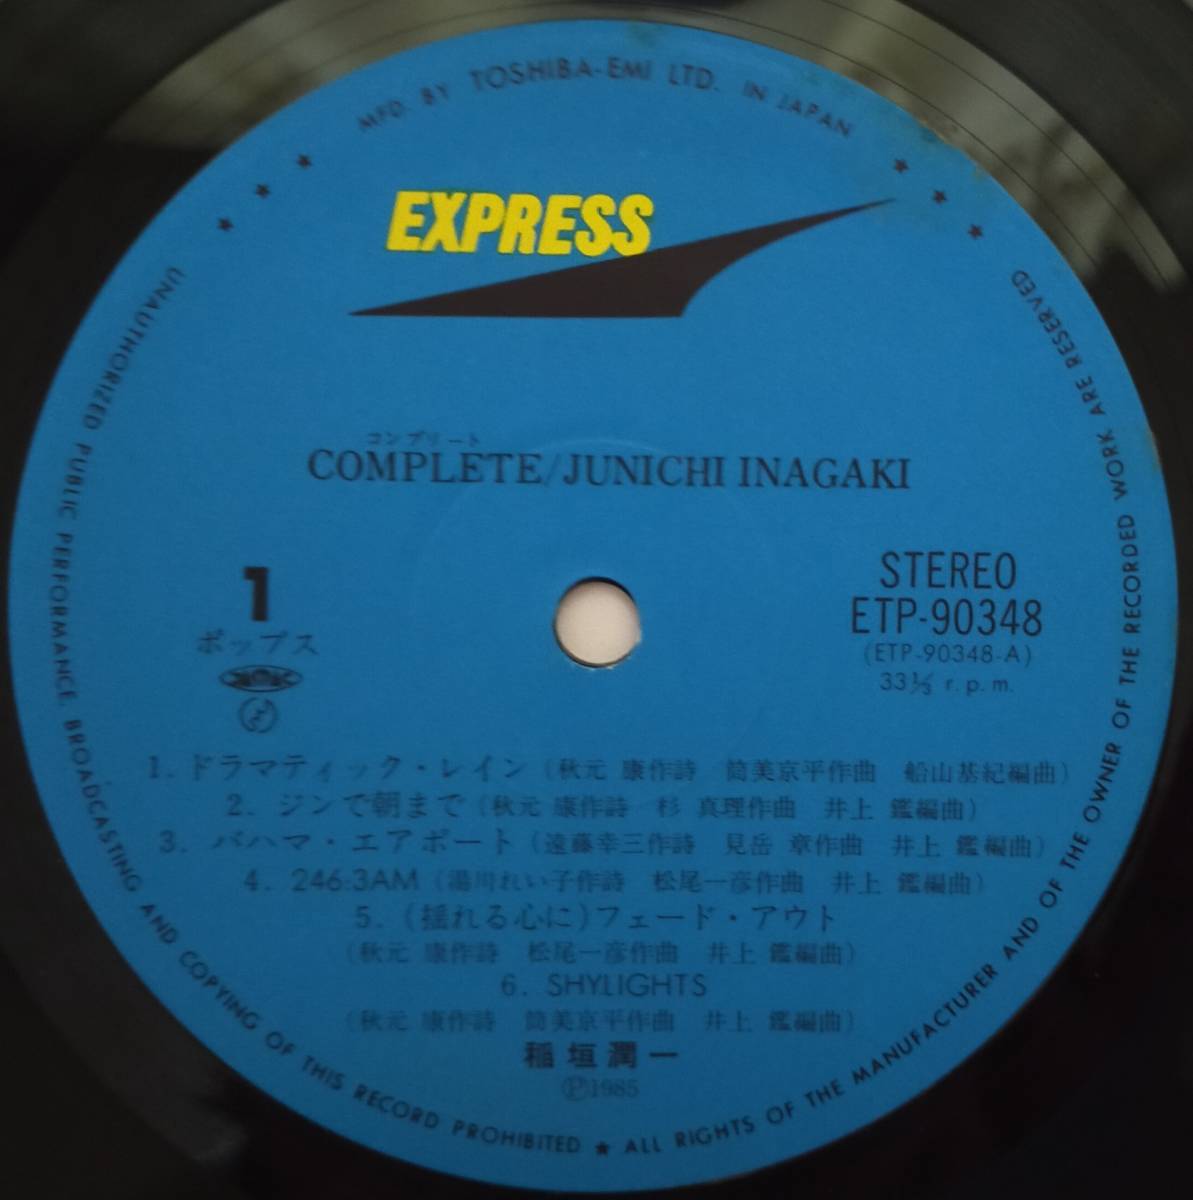 MFD. BY TOSHIBA-EMI LTD. IN JAPAN
EXPRESS
コンプリート
COMPLETE/JUNICHI INAGAKI
1
ポップス
STEREO
ETP-90348
(ETP-90348-A)
33⅓ r.p.m.
1. ドラマティック・レイン (秋元 康作詩 筒美京平作曲 船山基紀編曲)
2. ジンで朝まで (秋元 康作詩 杉 真理作曲 井上 鑑編曲)
3. バハマ・エアポート (遠藤幸三作詩 見岳 章作曲 井上 鑑編曲)
4. 246:3AM (湯川れい子作詩 松尾一彦作曲 井上 鑑編曲)
5. (揺れる心に) フェード・アウト
(秋元 康作詩 松尾一彦作曲 井上 鑑編曲)
6. SHYLIGHTS
(秋元 康作詩 筒美京平作曲 井上 鑑編曲)
稲垣潤一
Ⓟ1985
UNAUTHORIZED PUBLIC PERFORMANCE, BROADCASTING AND COPYING OF THIS RECORD PROHIBITED ★ ALL RIGHTS OF THE MANUFACTURER AND OF THE OWNER OF THE RECORDED WORK ARE RESERVED